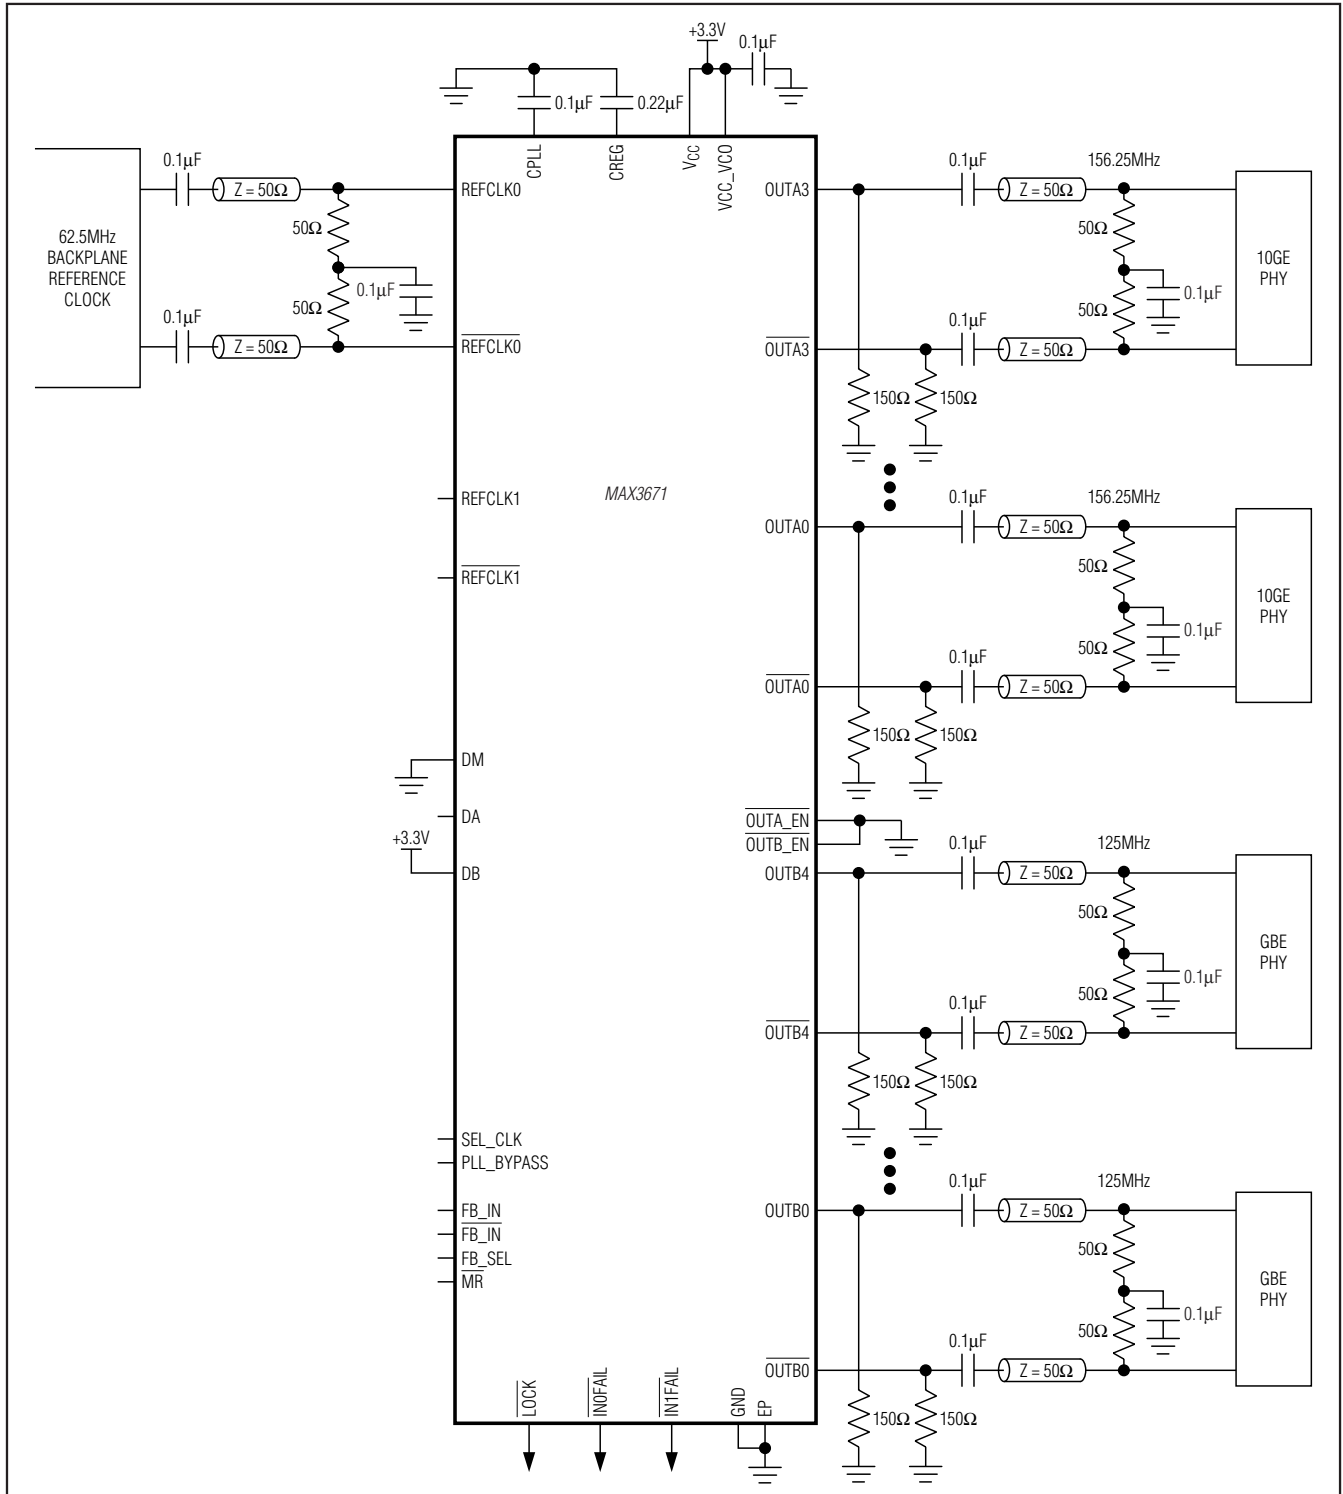 +3.3V
0.1µF
0.1µF
0.22µF
CPLL
CREG
VCC
VCC_VCO
62.5MHz
BACKPLANE
REFERENCE
CLOCK
0.1µF
Z = 50Ω
REFCLK0
50Ω
0.1µF
50Ω
0.1µF
Z = 50Ω
REFCLK0
REFCLK1
REFCLK1
MAX3671
DM
DA
+3.3V
DB
SEL_CLK
PLL_BYPASS
FB_IN
FB_IN
FB_SEL
MR
LOCK
IN0FAIL
IN1FAIL
GND
EP
OUTA3
0.1µF
Z = 50Ω
156.25MHz
50Ω
0.1µF
50Ω
10GE
PHY
OUTA3
0.1µF
Z = 50Ω
150Ω
150Ω
OUTA0
0.1µF
Z = 50Ω
156.25MHz
50Ω
0.1µF
50Ω
10GE
PHY
OUTA0
0.1µF
Z = 50Ω
150Ω
150Ω
OUTA_EN
OUTB_EN
OUTB4
0.1µF
Z = 50Ω
125MHz
50Ω
0.1µF
50Ω
GBE
PHY
OUTB4
0.1µF
Z = 50Ω
150Ω
150Ω
OUTB0
0.1µF
Z = 50Ω
125MHz
50Ω
0.1µF
50Ω
GBE
PHY
OUTB0
0.1µF
Z = 50Ω
150Ω
150Ω